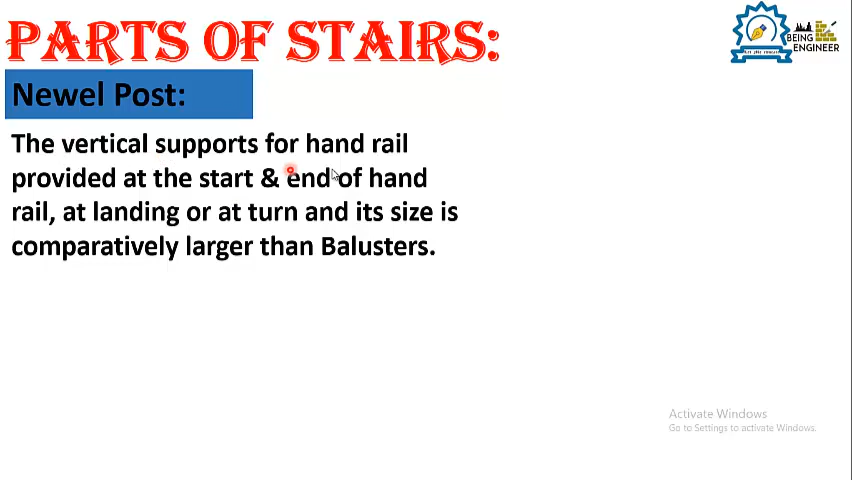 PARTS OF STAIRS:
BEING
ENGINEER
Newel Post:
The vertical supports for hand rail
provided at the start & end of hand
rail, at landing or at turn and its size is
comparatively larger than Balusters.
Activate Windows
Go to Settings to activate Windows.